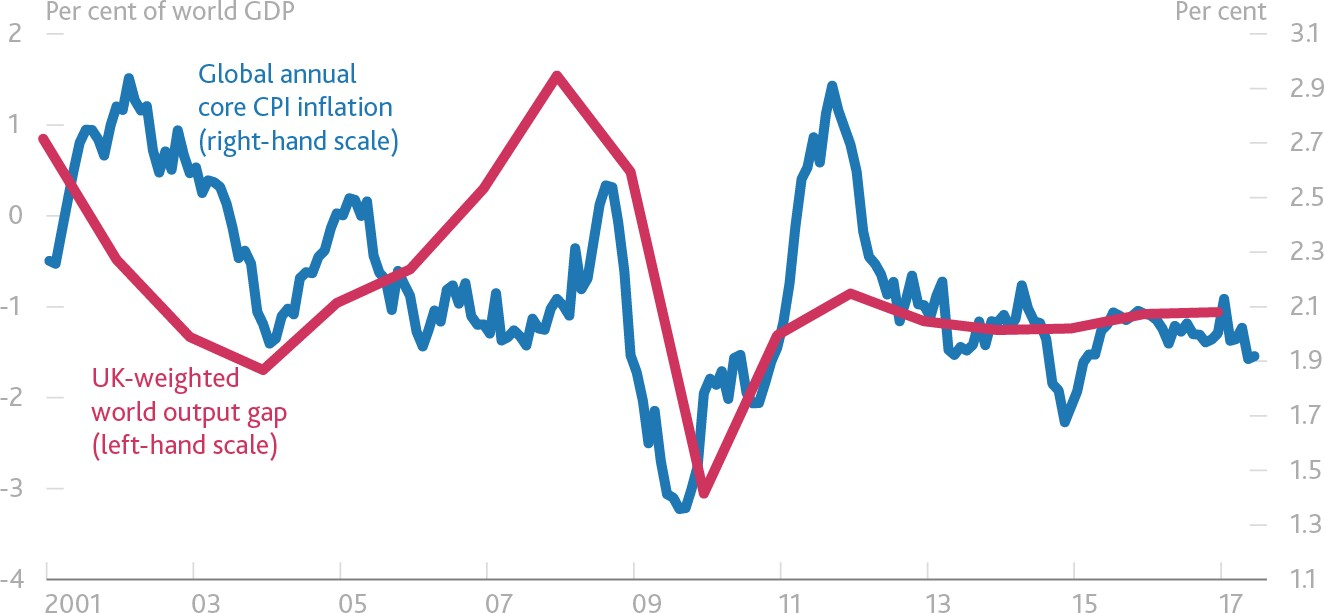 Per cent of world GDP
Per cent
2
1
0
-1
-2
-3
-4
3.1
2.9
2.7
2.5
2.3
2.1
1.9
1.7
1.5
1.3
1.1
Global annual
core CPI inflation
(right-hand scale)
UK-weighted
world output gap
(left-hand scale)
2001 03 05 07 09 11 13 15 17